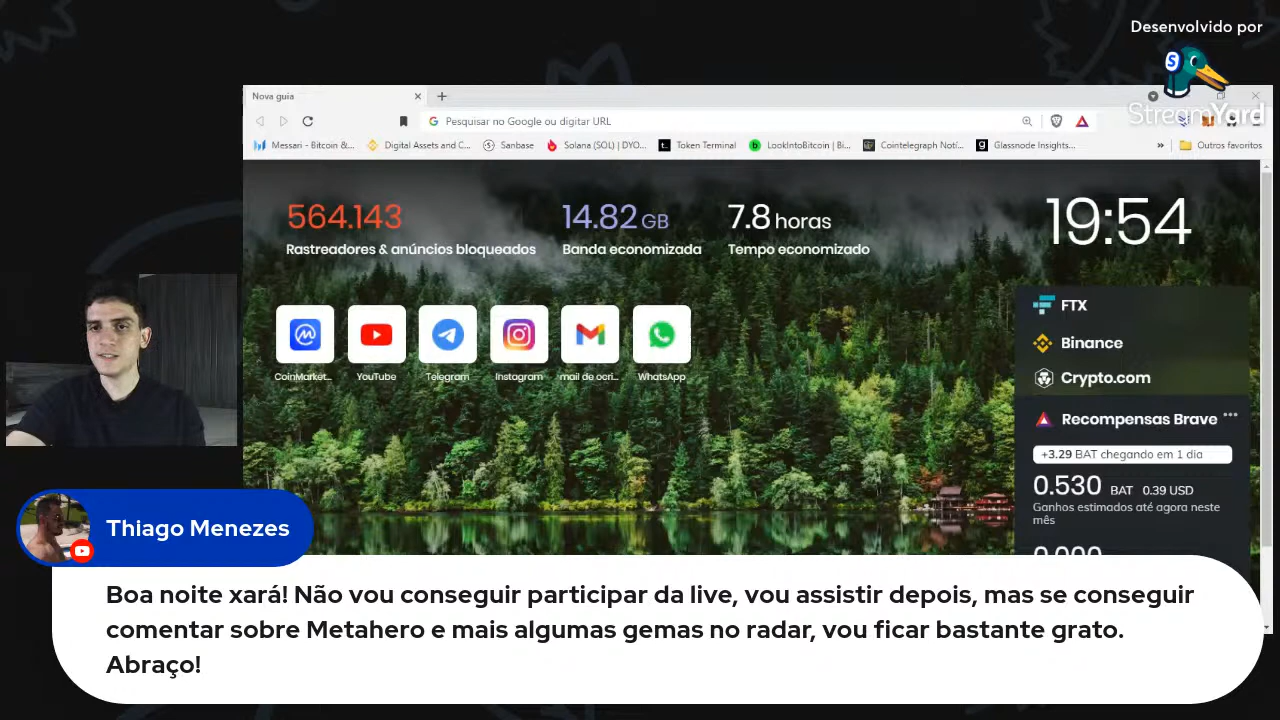 Desenvolvido por
StreamYard
Nova guia
Pesquisar no Google ou digitar URL
Messari - Bitcoin &... Digital Assets and C... Sanbase Solana (SOL) | DYO... Token Terminal LookIntoBitcoin | Bi... Cointelegraph Notí... Glassnode Insights... » Outros favoritos
564.143 14.82 GB 7.8 horas 19:54
Rastreadores & anúncios bloqueados Banda economizada Tempo economizado
FTX
Binance
Crypto.com
CoinMarket... YouTube Telegram Instagram mail de ocri... WhatsApp
Recompensas Brave
+3.29 BAT chegando em 1 dia
0.530 BAT 0.39 USD
Ganhos estimados até agora neste
mês
Thiago Menezes
Boa noite xará! Não vou conseguir participar da live, vou assistir depois, mas se conseguir
comentar sobre Metahero e mais algumas gemas no radar, vou ficar bastante grato.
Abraço!